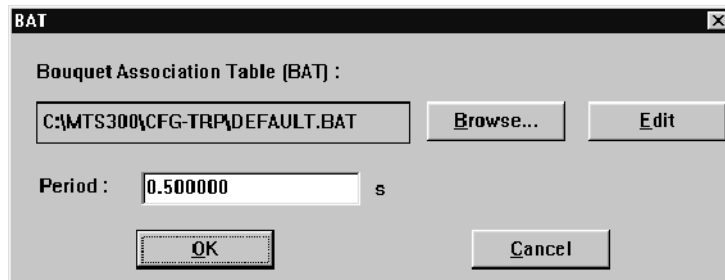 BAT
Bouquet Association Table (BAT) :
C:\MTS300\CFG-TRP\DEFAULT.BAT Browse... Edit
Period : 0.500000 s
OK Cancel